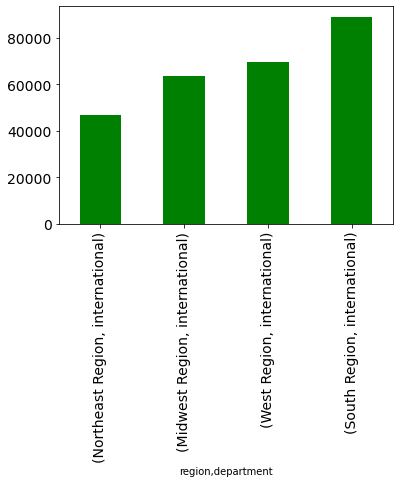 80000
60000
40000
20000
0
(Northeast Region, international)
(Midwest Region, international)
(West Region, international)
(South Region, international)
region,department